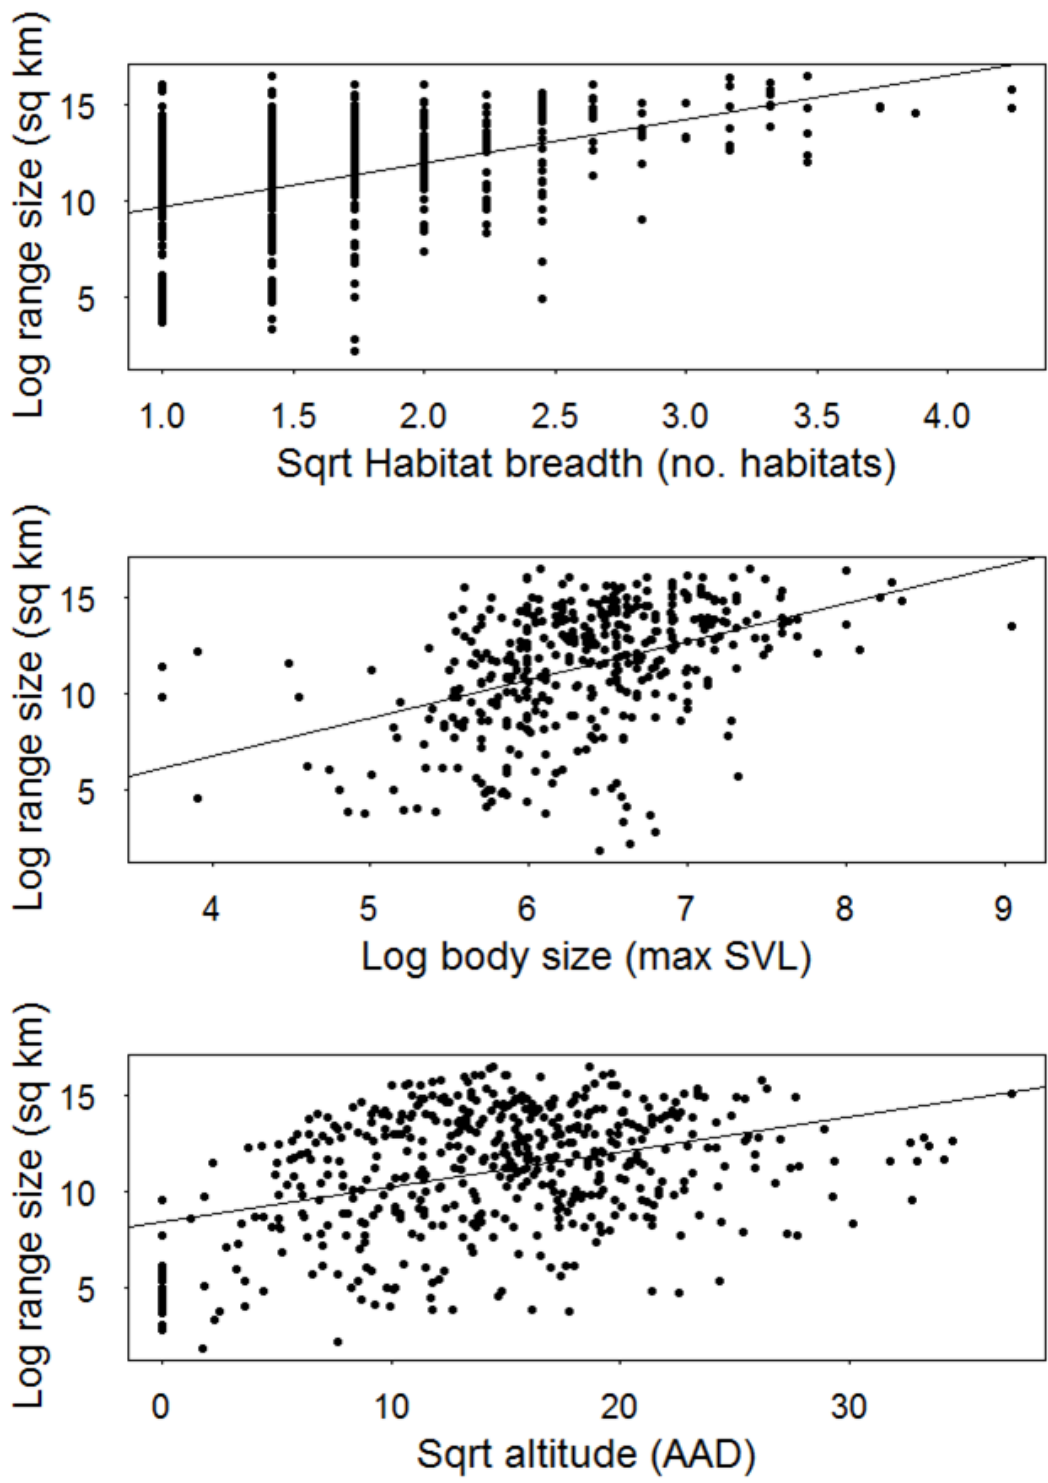 Log range size (sq km)
15
10
5
1.0 1.5 2.0 2.5 3.0 3.5 4.0
Sqrt Habitat breadth (no. habitats)
Log range size (sq km)
15
10
5
4 5 6 7 8 9
Log body size (max SVL)
Log range size (sq km)
15
10
5
0 10 20 30
Sqrt altitude (AAD)